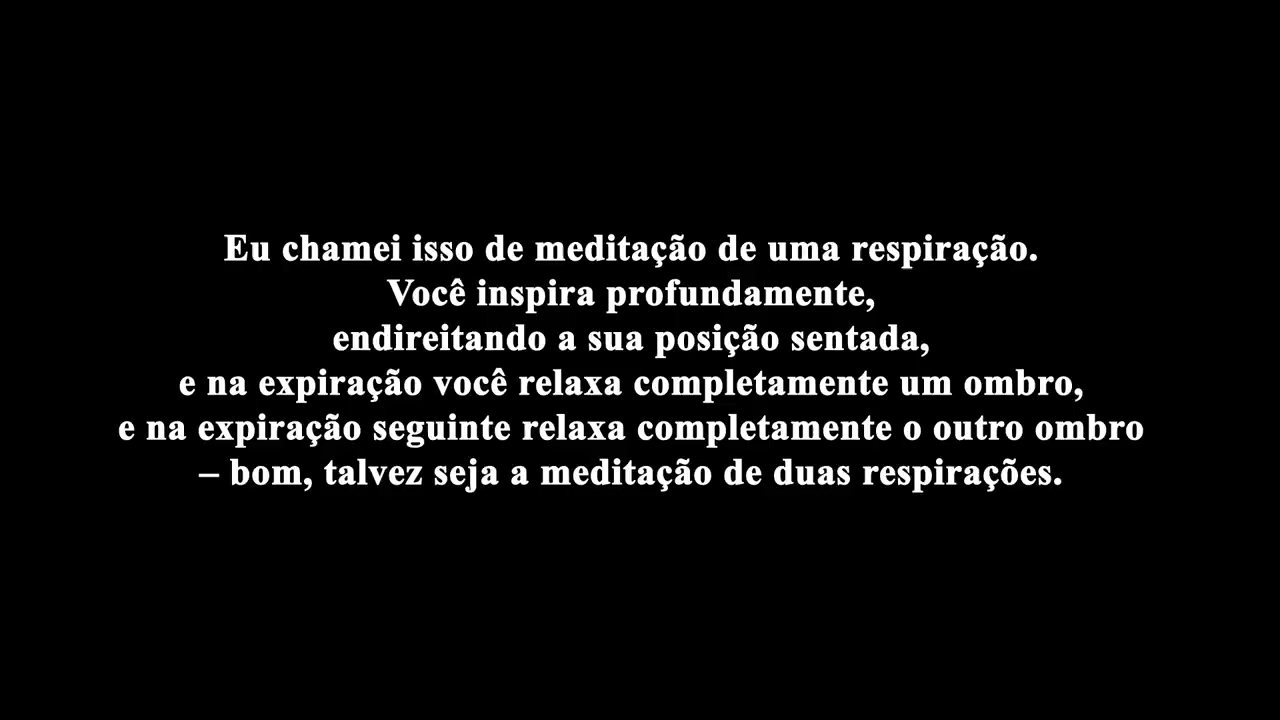 Eu chamei isso de meditação de uma respiração.
Você inspira profundamente,
endireitando a sua posição sentada,
e na expiração você relaxa completamente um ombro,
e na expiração seguinte relaxa completamente o outro ombro
– bom, talvez seja a meditação de duas respirações.